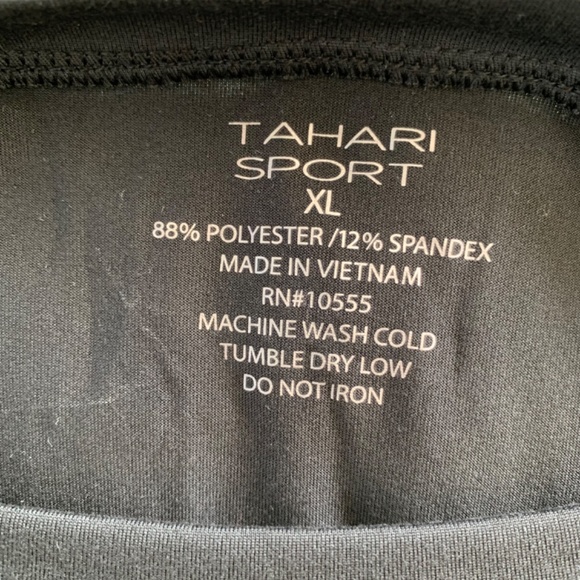 TAHARI
SPORT
XL
88% POLYESTER /12% SPANDEX
MADE IN VIETNAM
RN#10555
MACHINE WASH COLD
TUMBLE DRY LOW
DO NOT IRON